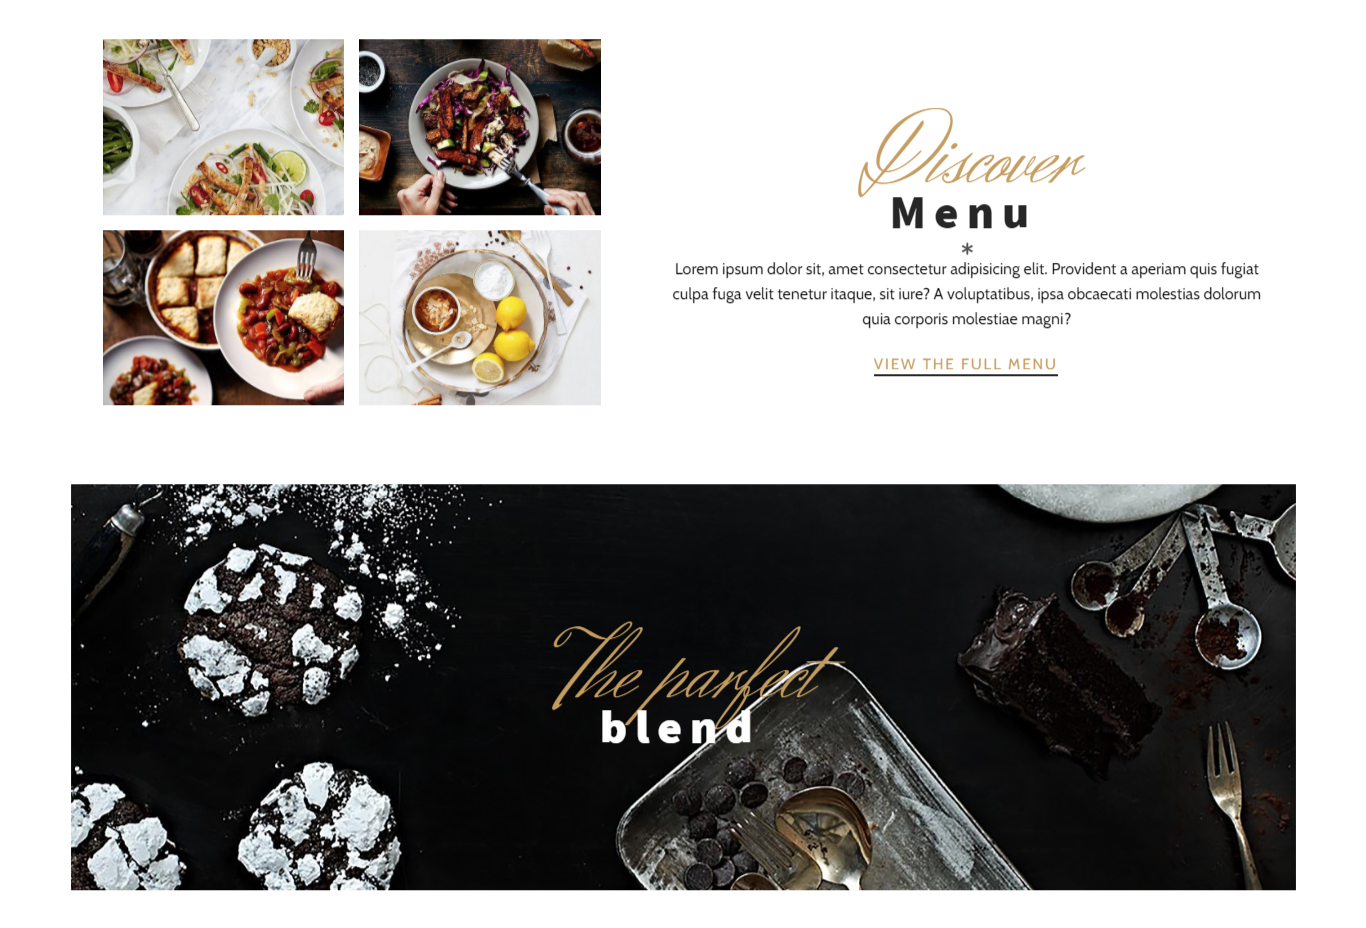 Discover
Menu
*
Lorem ipsum dolor sit, amet consectetur adipisicing elit. Provident a aperiam quis fugiat
culpa fuga velit tenetur itaque, sit iure? A voluptatibus, ipsa obcaecati molestias dolorum
quia corporis molestiae magni?
VIEW THE FULL MENU
The parfect
blend